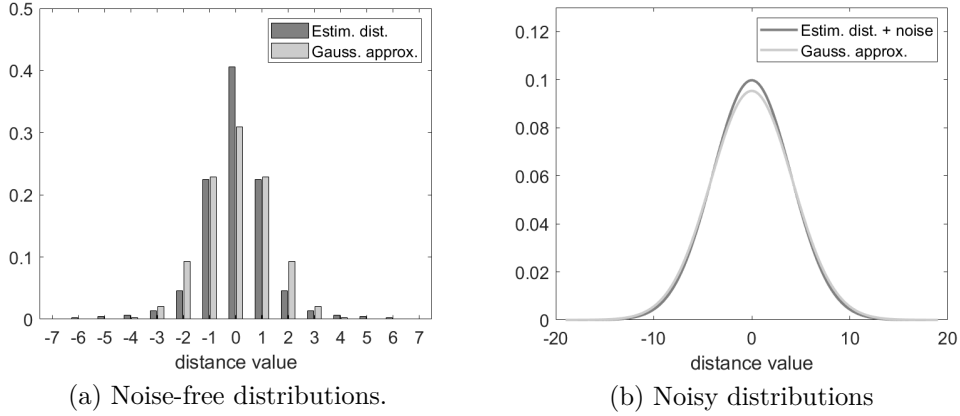 0.5
0.4
0.3
0.2
0.1
0
Estim. dist.
Gauss. approx.
-7 -6 -5 -4 -3 -2 -1 0 1 2 3 4 5 6 7
distance value
(a) Noise-free distributions.
0.12
0.1
0.08
0.06
0.04
0.02
0
Estim. dist. + noise
Gauss. approx.
-20 -10 0 10 20
distance value
(b) Noisy distributions